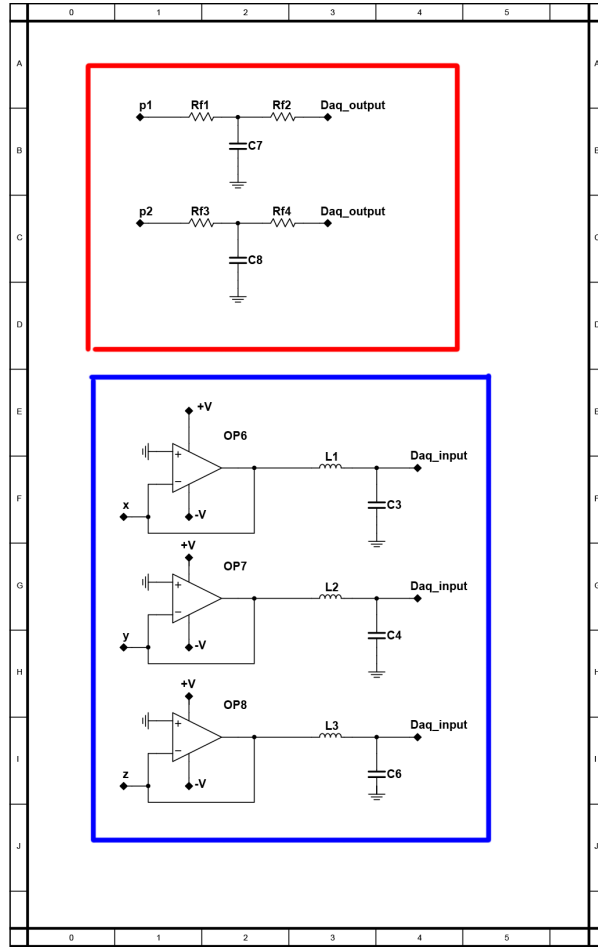 0 1 2 3 4 5
A A
p1 Rf1 Rf2 Daq_output
C7
B B
p2 Rf3 Rf4 Daq_output
C C
C8
D D
E E
+V
OP6
+
L1 Daq_input
−
F F
x
C3
-V
+V
OP7
+
G G
L2 Daq_input
−
y
C4
-V
H H
+V
OP8
+
L3 Daq_input
−
I I
z
C6
-V
J J
0 1 2 3 4 5